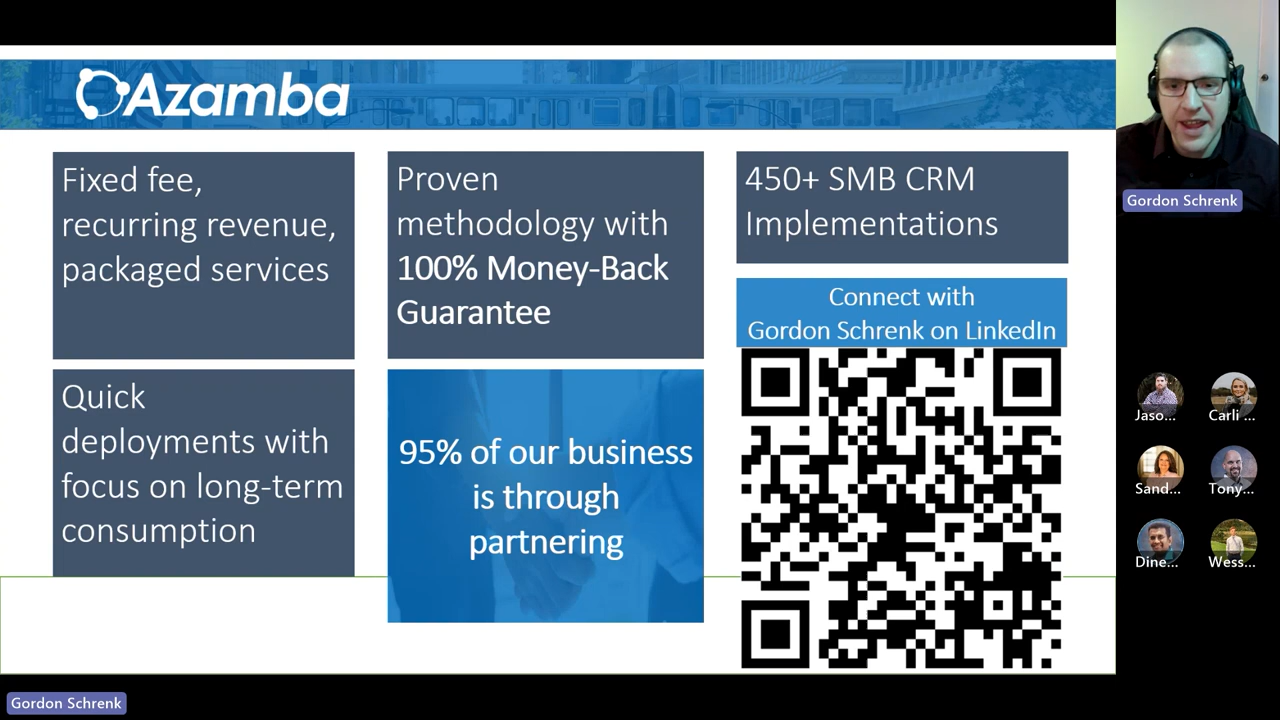 Azamba
Fixed fee,
recurring revenue,
packaged services
Proven
methodology with
100% Money-Back
Guarantee
450+ SMB CRM
Implementations
Connect with
Gordon Schrenk on LinkedIn
Quick
deployments with
focus on long-term
consumption
95% of our business
is through
partnering
Gordon Schrenk
Jaso...
Carli ...
Sand...
Tony...
Dine...
Wess...
Gordon Schrenk